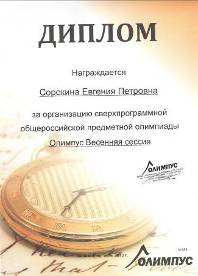 ДИПЛОМ
Награждается
Сорокина Евгения Петровна
за организацию сверхпрограммной
общероссийской предметной олимпиады
Олимпус Весенняя сессия
ОЛИМПУС
ОЛИМПУС